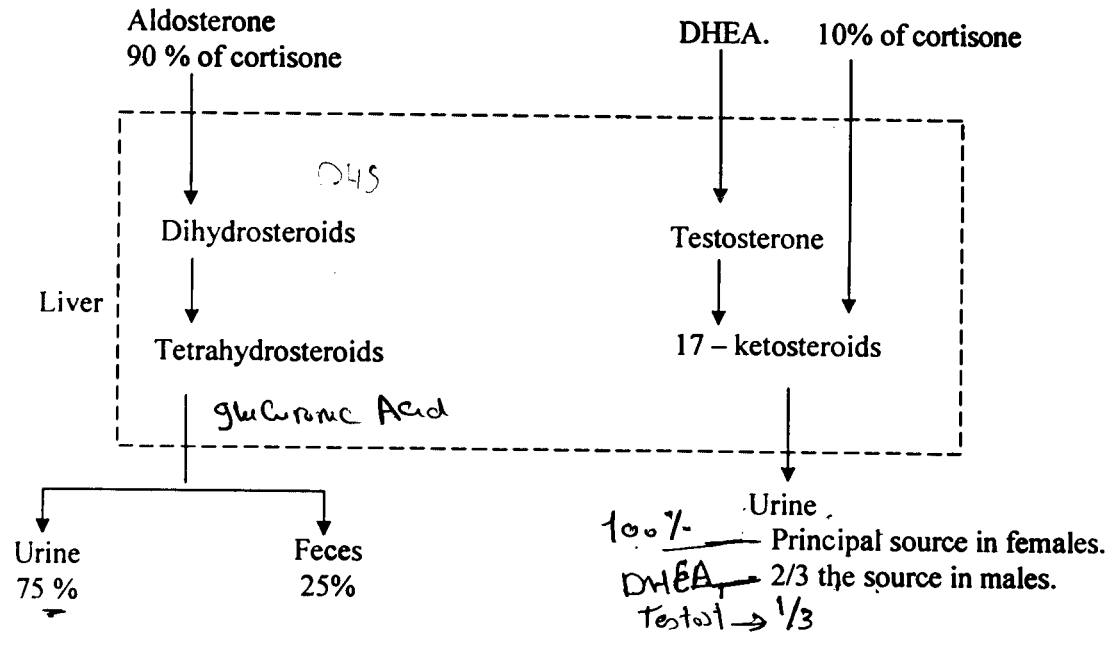 Aldosterone
90 % of cortisone
DHEA.
10% of cortisone
Dihydrosteroids
Testosterone
Liver
Tetrahydrosteroids
17 – ketosteroids
glucuronic Acid
Urine
75 %
Feces
25%
Urine
100% Principal source in females.
DHEA 2/3 the source in males.
Testost → 1/3